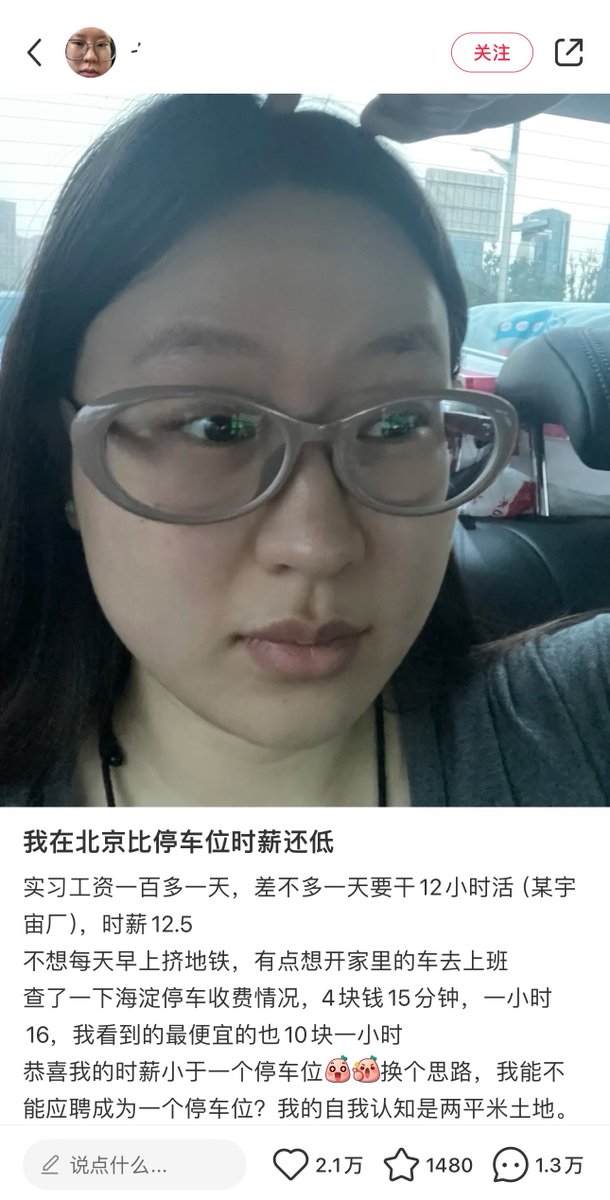 关注
我在北京比停车位时薪还低
实习工资一百多一天，差不多一天要干12小时活（某宇
宙厂），时薪12.5
不想每天早上挤地铁，有点想开家里的车去上班
查了一下海淀停车收费情况，4块钱15分钟，一小时
16，我看到的最便宜的也10块一小时
恭喜我的时薪小于一个停车位换个思路，我能不
能应聘成为一个停车位？我的自我认知是两平米土地。
说点什么...
2.1万
1480
1.3万